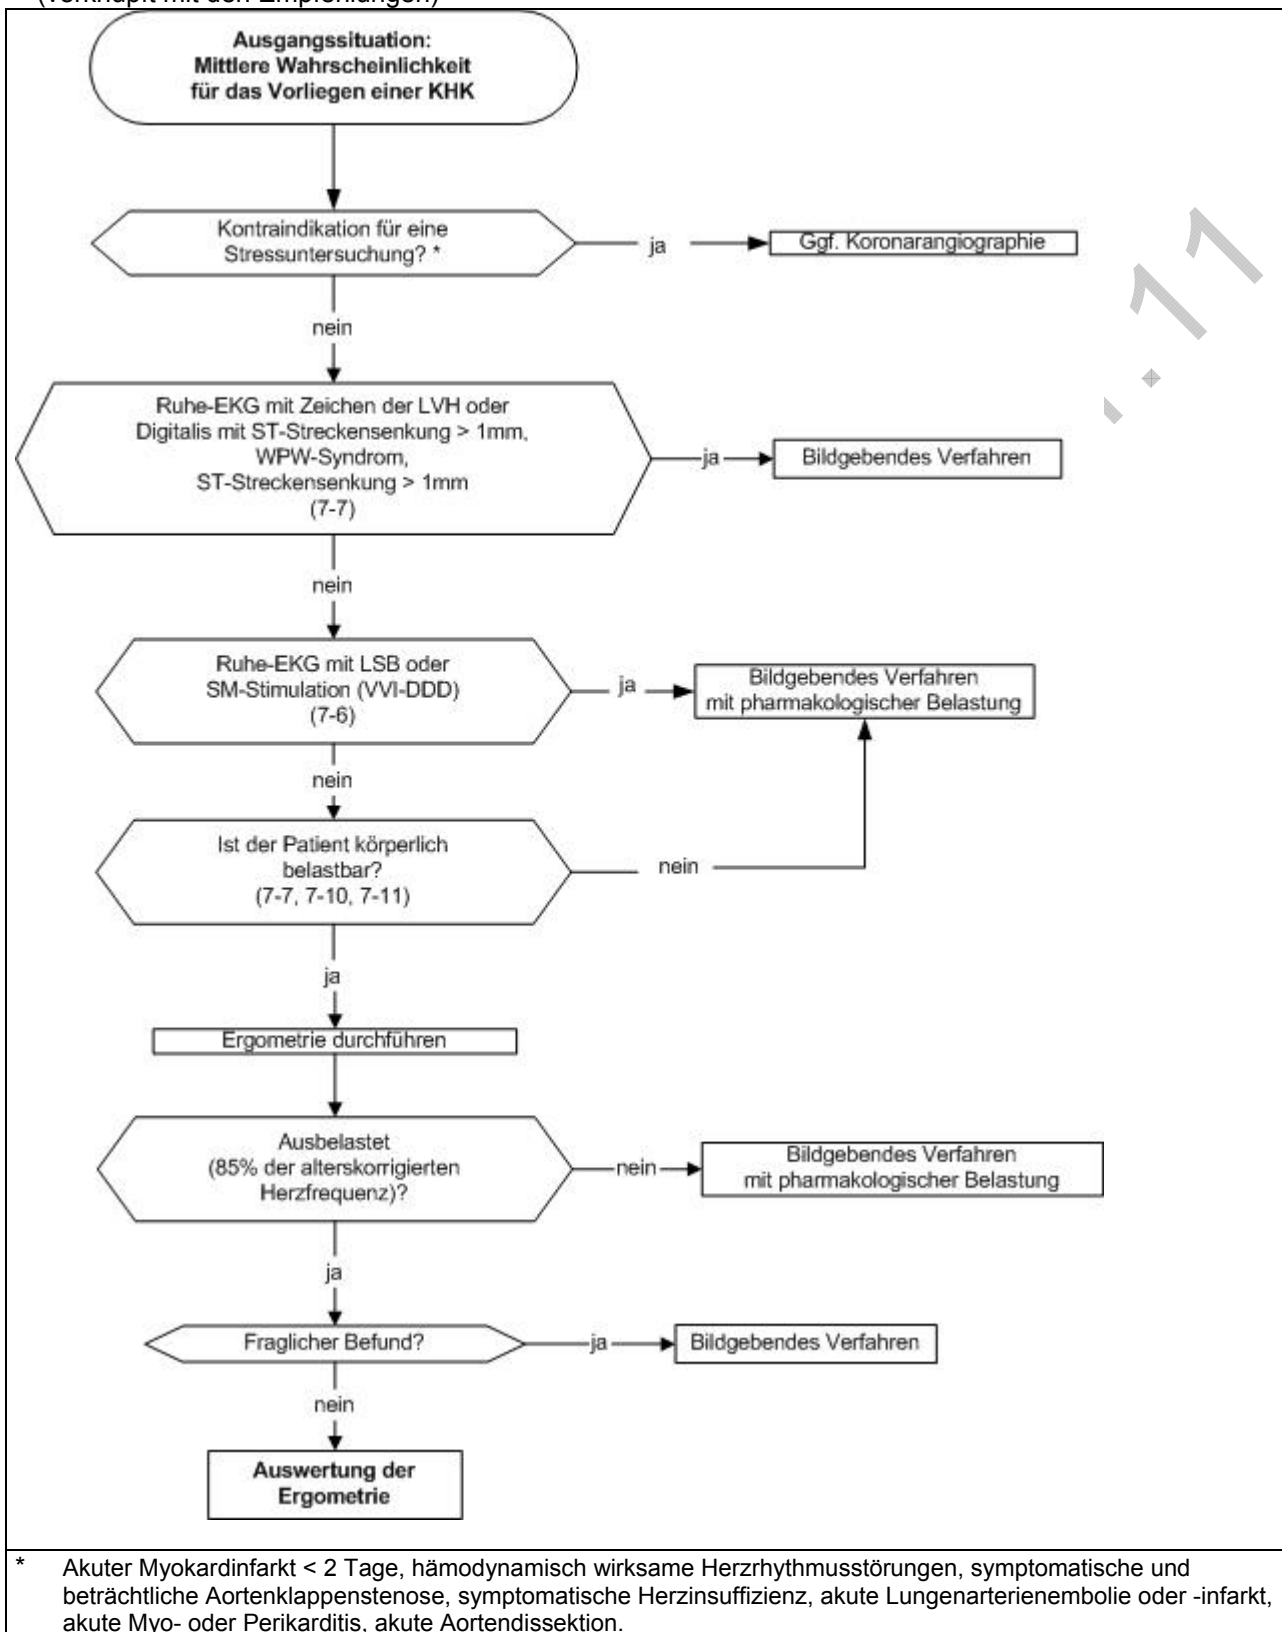 (verknüpft mit den Empfehlungen)
Ausgangssituation:
Mittlere Wahrscheinlichkeit
für das Vorliegen einer KHK
Kontraindikation für eine
Stressuntersuchung? *
ja
Ggf. Koronarangiographie
nein
Ruhe-EKG mit Zeichen der LVH oder
Digitalis mit ST-Streckensenkung > 1mm,
WPW-Syndrom,
ST-Streckensenkung > 1mm
(7-7)
ja
Bildgebendes Verfahren
nein
Ruhe-EKG mit LSB oder
SM-Stimulation (VVI-DDD)
(7-6)
ja
Bildgebendes Verfahren
mit pharmakologischer Belastung
nein
Ist der Patient körperlich
belastbar?
(7-7, 7-10, 7-11)
nein
ja
Ergometrie durchführen
Ausbelastet
(85% der alterskorrigierten
Herzfrequenz)?
nein
Bildgebendes Verfahren
mit pharmakologischer Belastung
ja
Fraglicher Befund?
ja
Bildgebendes Verfahren
nein
Auswertung der
Ergometrie
* Akuter Myokardinfarkt < 2 Tage, hämodynamisch wirksame Herzrhythmusstörungen, symptomatische und
beträchtliche Aortenklappenstenose, symptomatische Herzinsuffizienz, akute Lungenarterienembolie oder -infarkt,
akute Myo- oder Perikarditis, akute Aortendissektion.
.11